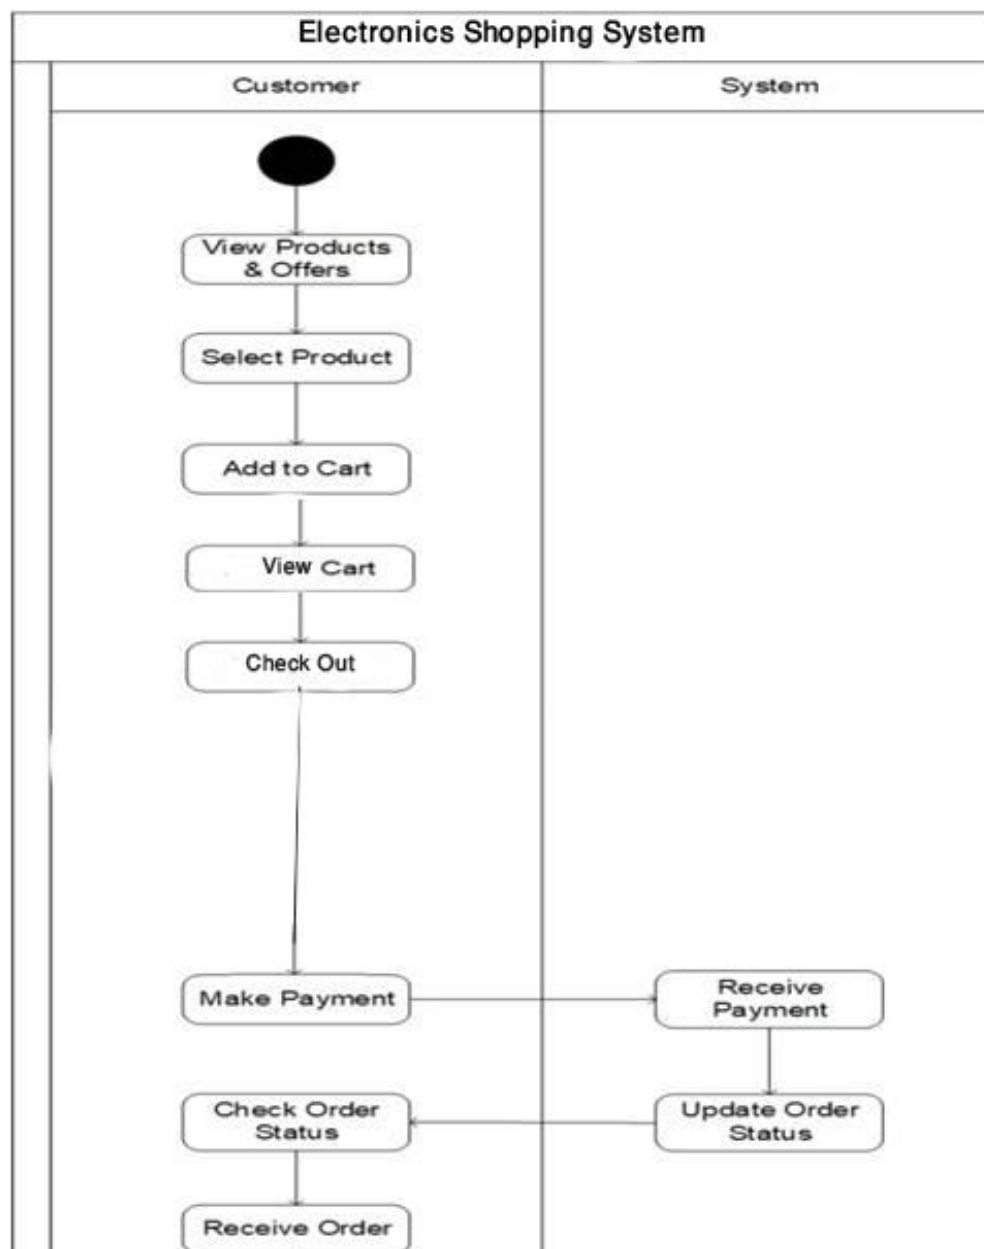 Electronics Shopping System
Customer
System
View Products
& Offers
Select Product
Add to Cart
View Cart
Check Out
Make Payment
Receive
Payment
Check Order
Status
Update Order
Status
Receive Order